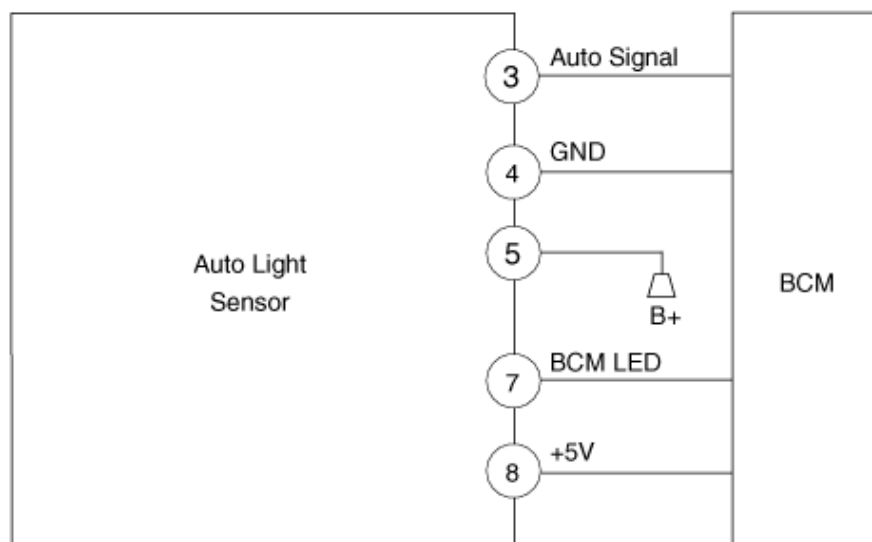 3
Auto Signal
4
GND
5
B+
Auto Light
Sensor
BCM
7
BCM LED
8
+5V